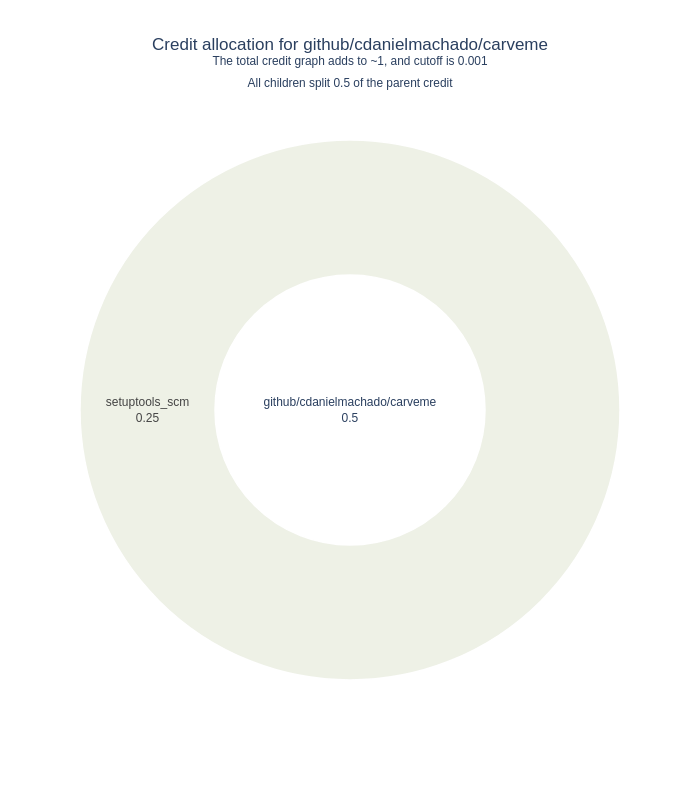 Credit allocation for github/cdanielmachado/carveme
The total credit graph adds to ~1, and cutoff is 0.001
All children split 0.5 of the parent credit
setuptools_scm
0.25
github/cdanielmachado/carveme
0.5